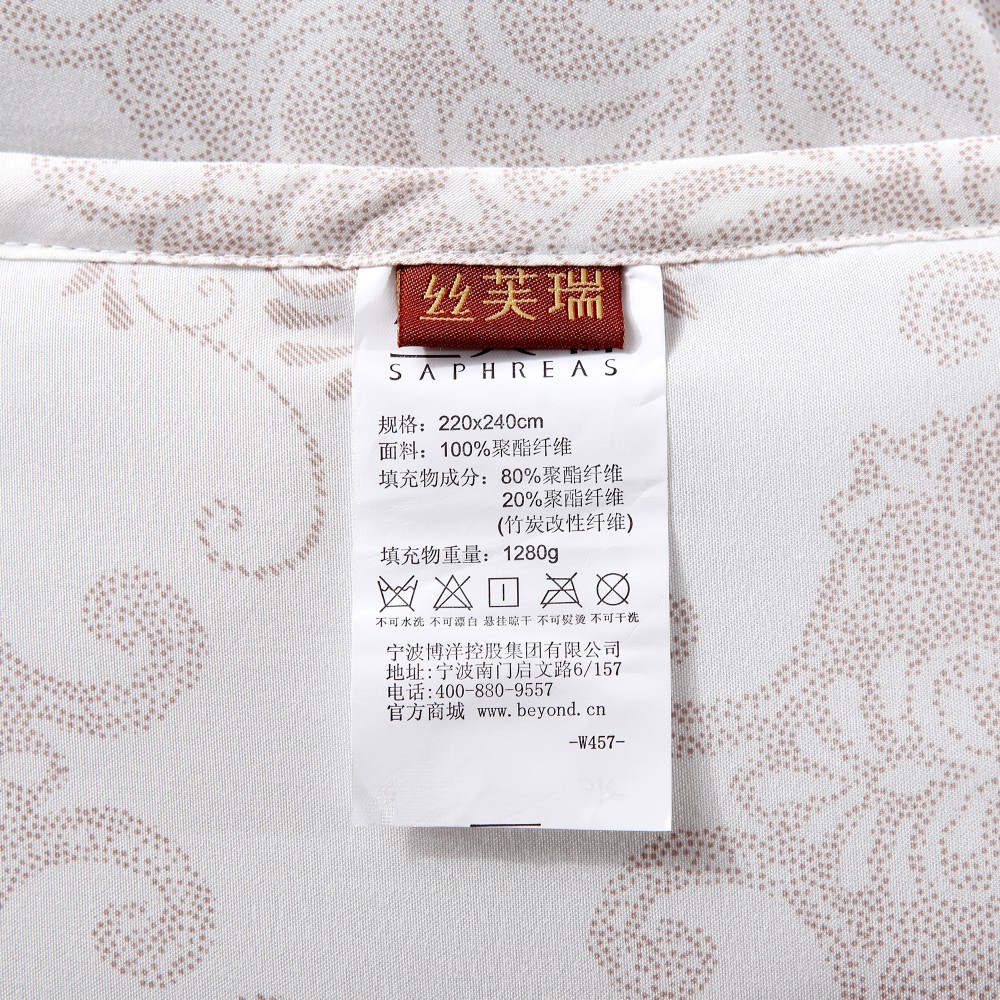 丝芙瑞
SAPHREAS
规格：220x240cm
面料：100%聚酯纤维
填充物成分：80%聚酯纤维
20%聚酯纤维
(竹炭改性纤维)
填充物重量：1280g
不可水洗 不可漂白 悬挂晾干 不可熨烫 不可干洗
宁波博洋控股集团有限公司
地址:宁波南门启文路6/157
电话:400-880-9557
官方商城 www.beyond.cn
-W457-